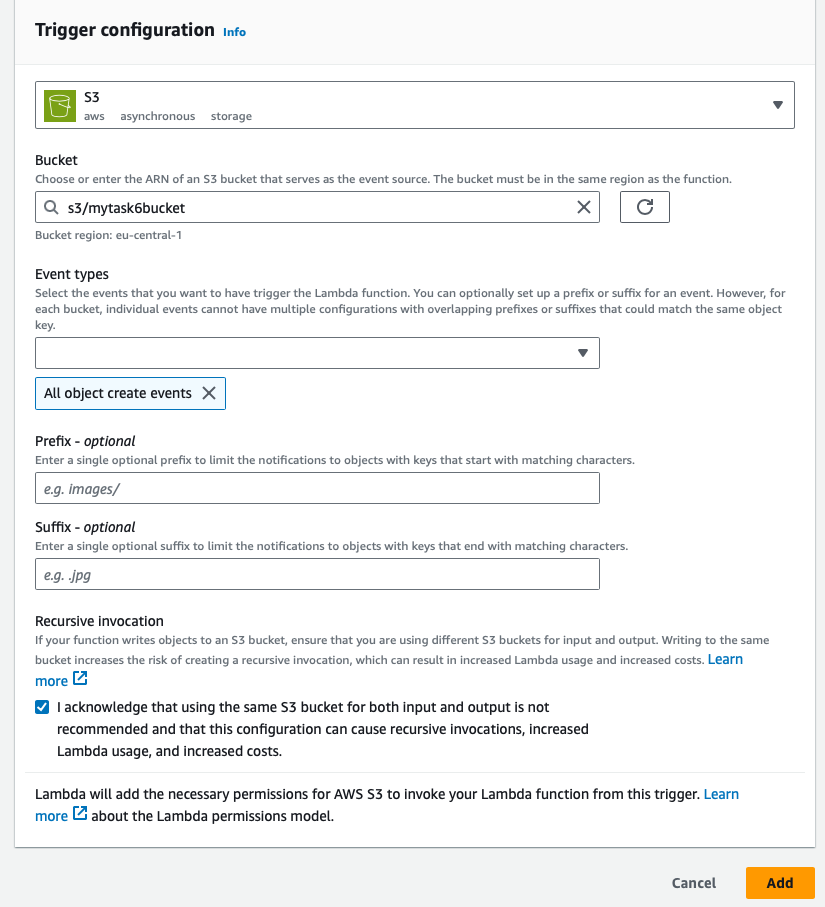 Trigger configuration Info
S3
aws asynchronous storage
Bucket
Choose or enter the ARN of an S3 bucket that serves as the event source. The bucket must be in the same region as the function.
s3/mytask6bucket
Bucket region: eu-central-1
Event types
Select the events that you want to have trigger the Lambda function. You can optionally set up a prefix or suffix for an event. However, for
each bucket, individual events cannot have multiple configurations with overlapping prefixes or suffixes that could match the same object
key.
All object create events
Prefix - optional
Enter a single optional prefix to limit the notifications to objects with keys that start with matching characters.
e.g. images/
Suffix - optional
Enter a single optional suffix to limit the notifications to objects with keys that end with matching characters.
e.g. .jpg
Recursive invocation
If your function writes objects to an S3 bucket, ensure that you are using different S3 buckets for input and output. Writing to the same
bucket increases the risk of creating a recursive invocation, which can result in increased Lambda usage and increased costs. Learn
more
I acknowledge that using the same S3 bucket for both input and output is not
recommended and that this configuration can cause recursive invocations, increased
Lambda usage, and increased costs.
Lambda will add the necessary permissions for AWS S3 to invoke your Lambda function from this trigger. Learn
more about the Lambda permissions model.
Cancel Add